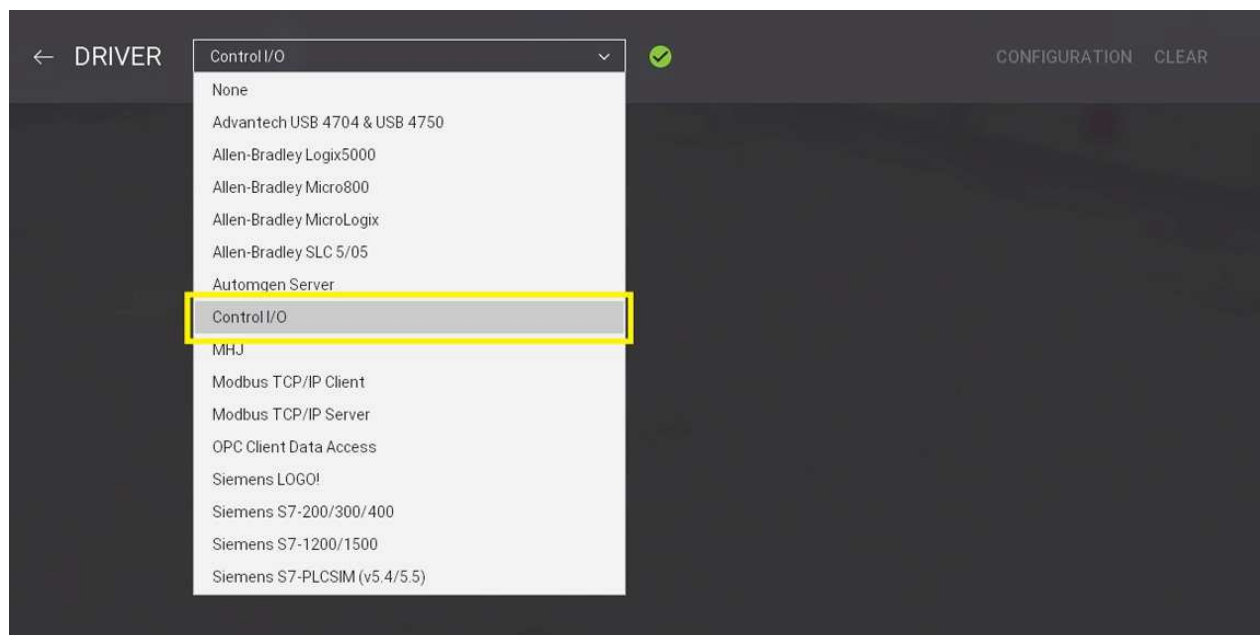 ← DRIVER Control I/O CONFIGURATION CLEAR
None
Advantech USB 4704 & USB 4750
Allen-Bradley Logix5000
Allen-Bradley Micro800
Allen-Bradley MicroLogix
Allen-Bradley SLC 5/05
Automgen Server
Control I/O
MHJ
Modbus TCP/IP Client
Modbus TCP/IP Server
OPC Client Data Access
Siemens LOGO!
Siemens S7-200/300/400
Siemens S7-1200/1500
Siemens S7-PLCSIM (v5.4/5.5)